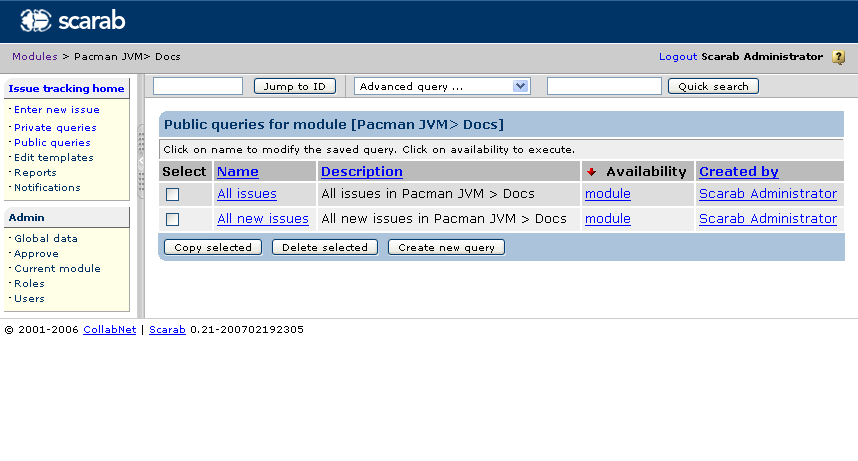 scarab
Modules > Pacman JVM> Docs
Logout Scarab Administrator ?
Issue tracking home
Enter new issue
Private queries
Public queries
Edit templates
Reports
Notifications
Admin
Global data
Approve
Current module
Roles
Users
Jump to ID Advanced query ... Quick search
Public queries for module [Pacman JVM> Docs]
Click on name to modify the saved query. Click on availability to execute.
Select Name Description Availability Created by
All issues All issues in Pacman JVM > Docs module Scarab Administrator
All new issues All new issues in Pacman JVM > Docs module Scarab Administrator
Copy selected Delete selected Create new query
© 2001-2006 CollabNet | Scarab 0.21-200702192305